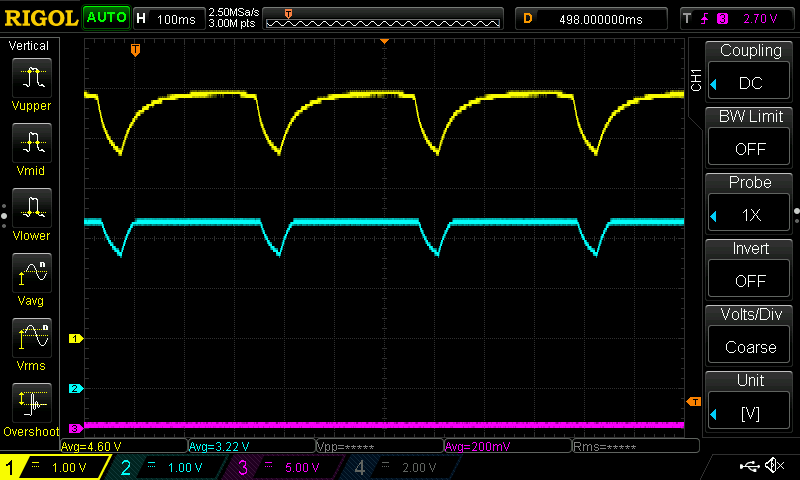 RIGOL AUTO H 100ms 2.50MSa/s 3.00M pts T D 498.000000ms T 3 2.70 V
Vertical
Vupper
Vmid
Vlower
n
Vavg
n
Vrms
Overshoot
T
1
2
3
T
CH1
Coupling
DC
BW Limit
OFF
Probe
1X
Invert
OFF
Volts/Div
Coarse
Unit
[V]
Avg=4.60 V Avg=3.22 V Vpp=***** Avg=200mV Rms=*****
1 1.00 V 2 1.00 V 3 5.00 V 4 2.00 V